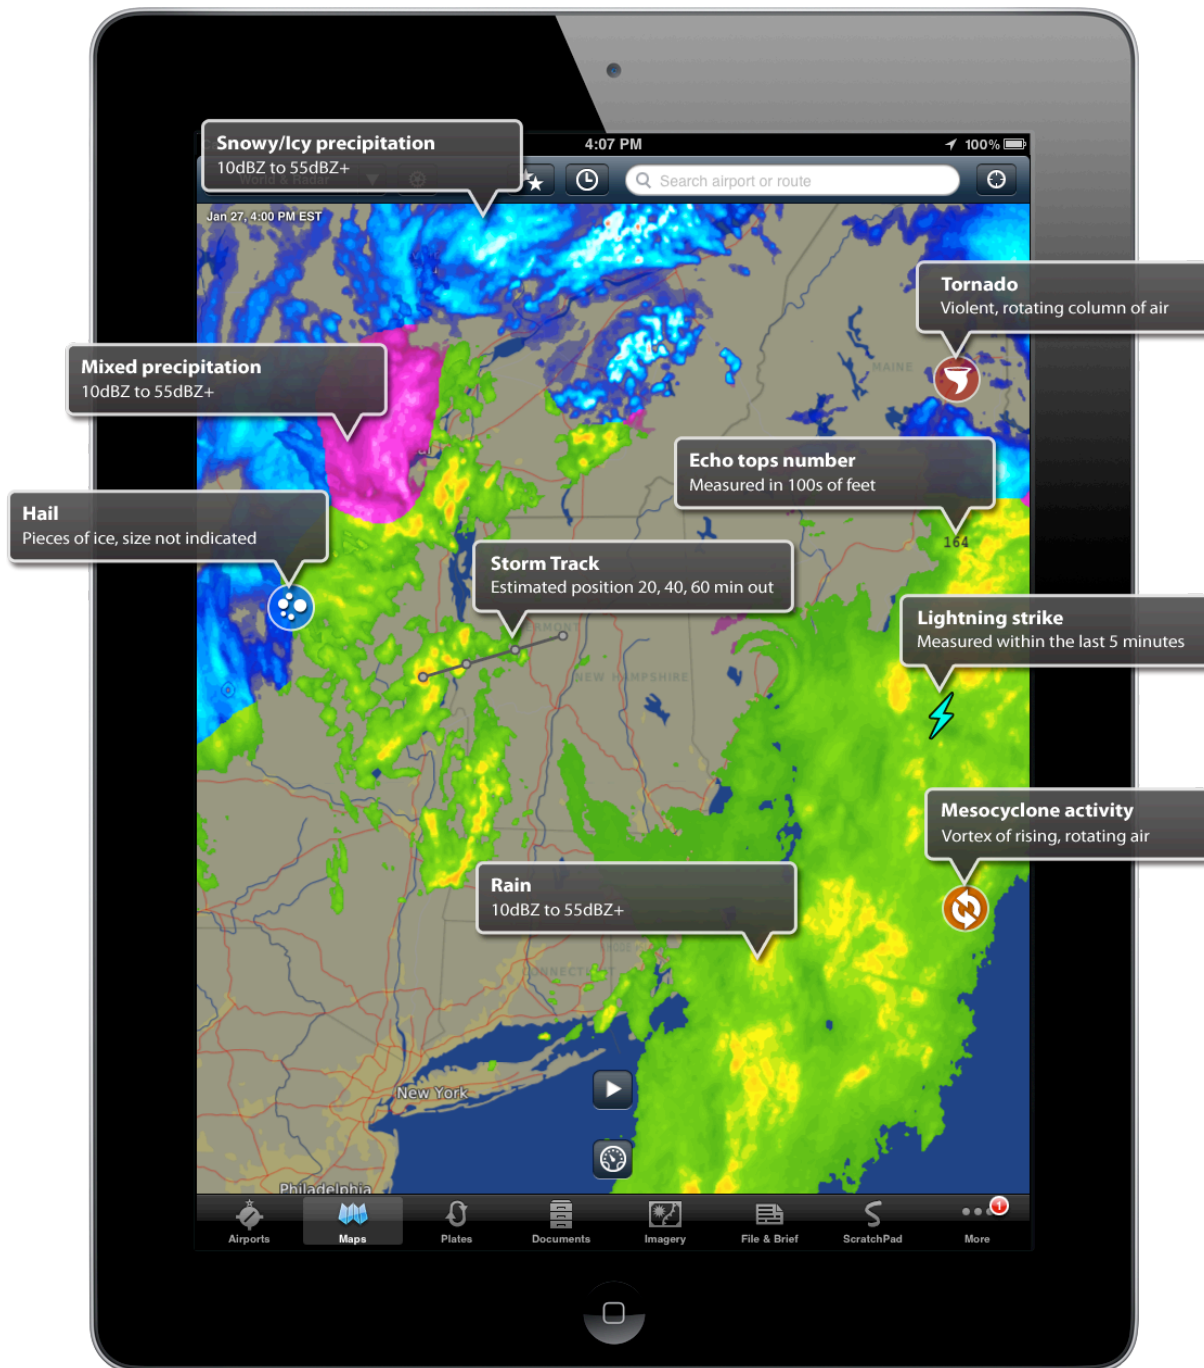 Snowy/Icy precipitation
10dBZ to 55dBZ+
4:07 PM
100%
World & Radar
Search airport or route
Jan 27, 4:00 PM EST
Tornado
Violent, rotating column of air
Mixed precipitation
10dBZ to 55dBZ+
MAINE
Echo tops number
Measured in 100s of feet
Hail
Pieces of ice, size not indicated
164
Storm Track
Estimated position 20, 40, 60 min out
Lightning strike
Measured within the last 5 minutes
NEW HAMPSHIRE
Mesocyclone activity
Vortex of rising, rotating air
Rain
10dBZ to 55dBZ+
CONNECTICUT
New York
Philadelphia
Airports
Maps
Plates
Documents
Imagery
File & Brief
ScratchPad
More
1